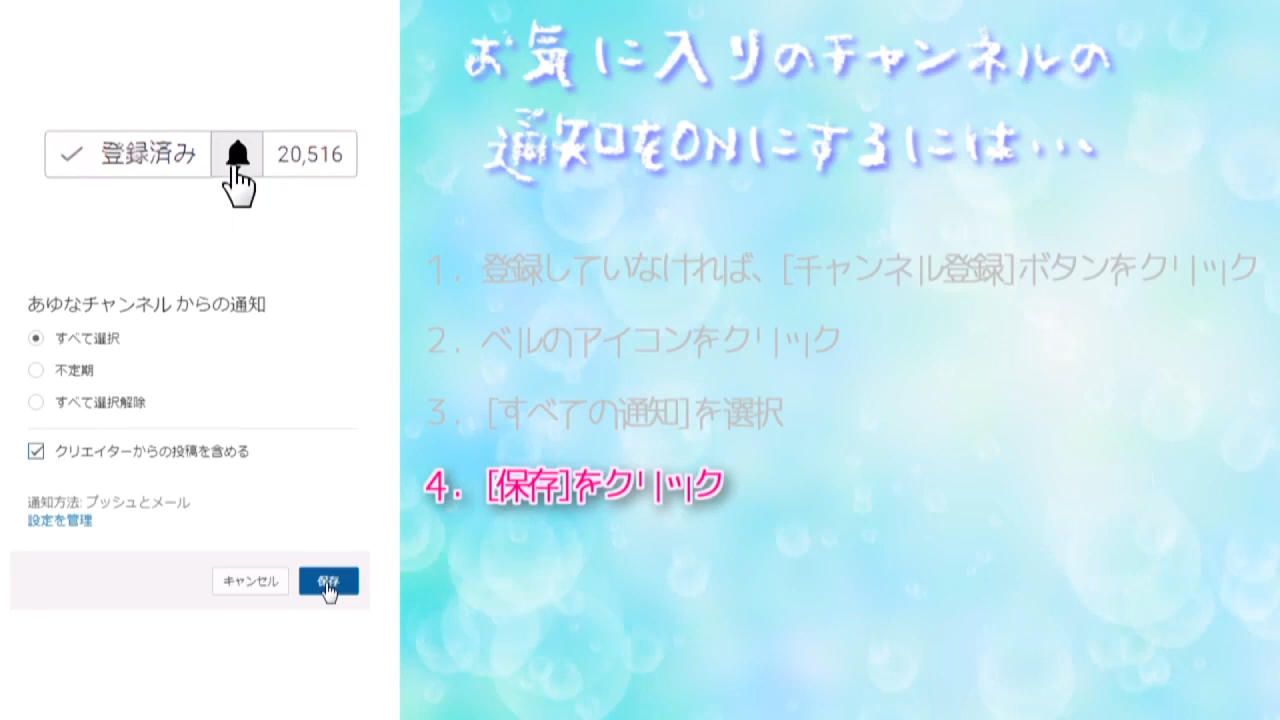 登録済み 20,516
あゆなチャンネル からの通知
すべて選択
不定期
すべて選択解除
クリエイターからの投稿を含める
通知方法: プッシュとメール
設定を管理
キャンセル 保存
お気に入りのチャンネルの
通知をONにするには・・・
1. 登録していなければ、[チャンネル登録]ボタンをクリック
2. ベルのアイコンをクリック
3. [すべての通知]を選択
4. [保存]をクリック